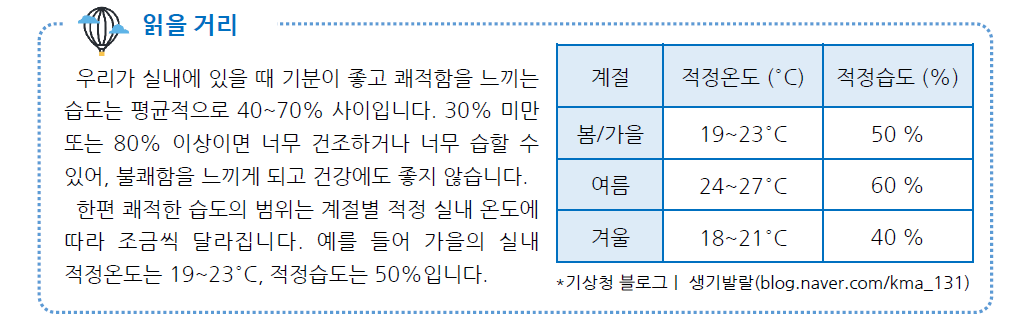 읽을 거리
우리가 실내에 있을 때 기분이 좋고 쾌적함을 느끼는
습도는 평균적으로 40~70% 사이입니다. 30% 미만
또는 80% 이상이면 너무 건조하거나 너무 습할 수
있어, 불쾌함을 느끼게 되고 건강에도 좋지 않습니다.
한편 쾌적한 습도의 범위는 계절별 적정 실내 온도에
따라 조금씩 달라집니다. 예를 들어 가을의 실내
적정온도는 19~23˚C, 적정습도는 50%입니다.
계절 적정온도 (˚C) 적정습도 (%)
봄/가을 19~23˚C 50 %
여름 24~27˚C 60 %
겨울 18~21˚C 40 %
*기상청 블로그ㅣ 생기발랄(blog.naver.com/kma_131)